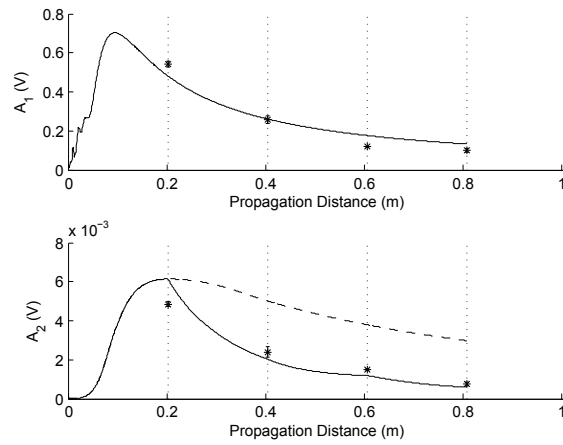 0.8
0.6
0.4
0.2
0
A₁ (V)
0 0.2 0.4 0.6 0.8 1
Propagation Distance (m)
x 10⁻³
8
6
4
2
0
A₂ (V)
0 0.2 0.4 0.6 0.8 1
Propagation Distance (m)